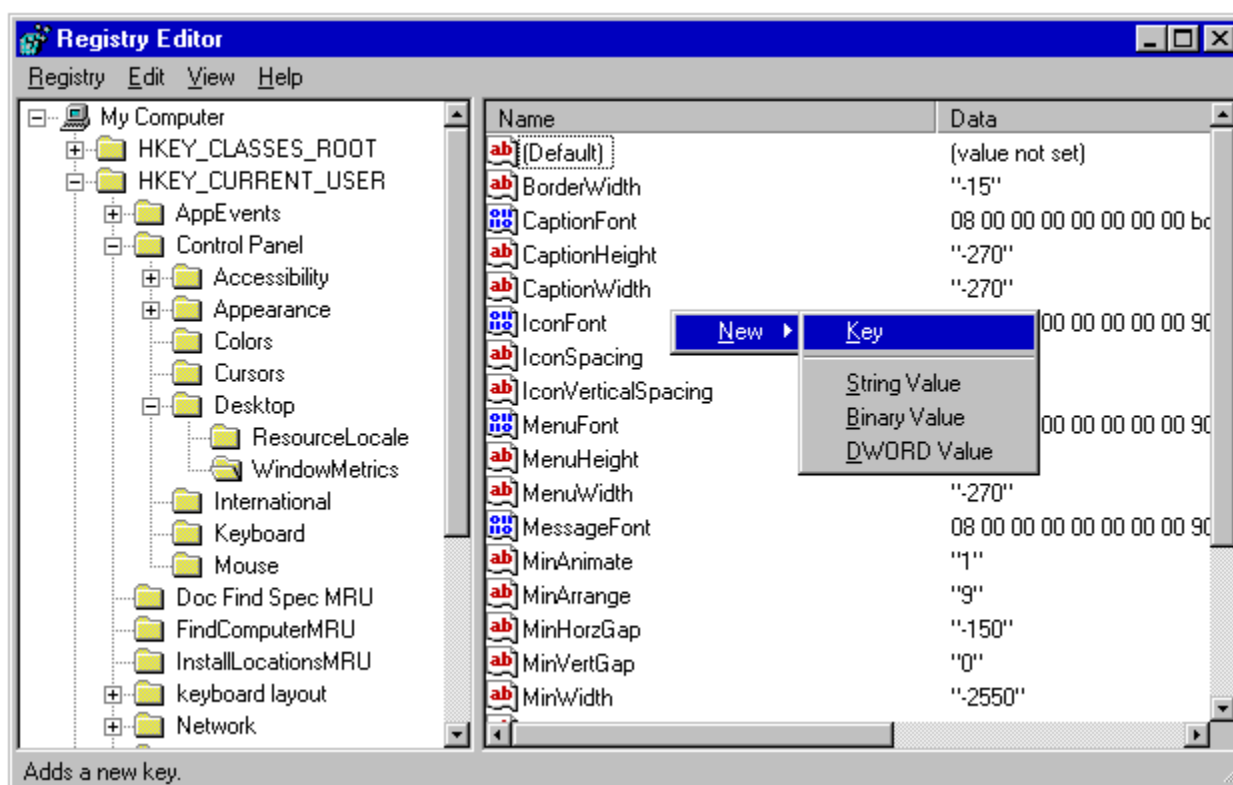 Registry Editor
Registry Edit View Help
My Computer
HKEY_CLASSES_ROOT
HKEY_CURRENT_USER
AppEvents
Control Panel
Accessibility
Appearance
Colors
Cursors
Desktop
ResourceLocale
WindowMetrics
International
Keyboard
Mouse
Doc Find Spec MRU
FindComputerMRU
InstallLocationsMRU
keyboard layout
Network
Name Data
(Default) (value not set)
BorderWidth "-15"
CaptionFont 08 00 00 00 00 00 00 00 bc
CaptionHeight "-270"
CaptionWidth "-270"
IconFont 00 00 00 00 00 90
IconSpacing
IconVerticalSpacing
MenuFont 00 00 00 00 00 90
MenuHeight
MenuWidth "-270"
MessageFont 08 00 00 00 00 00 00 00 90
MinAnimate "1"
MinArrange "9"
MinHorzGap "-150"
MinVertGap "0"
MinWidth "-2550"
New
Key
String Value
Binary Value
DWORD Value
Adds a new key.